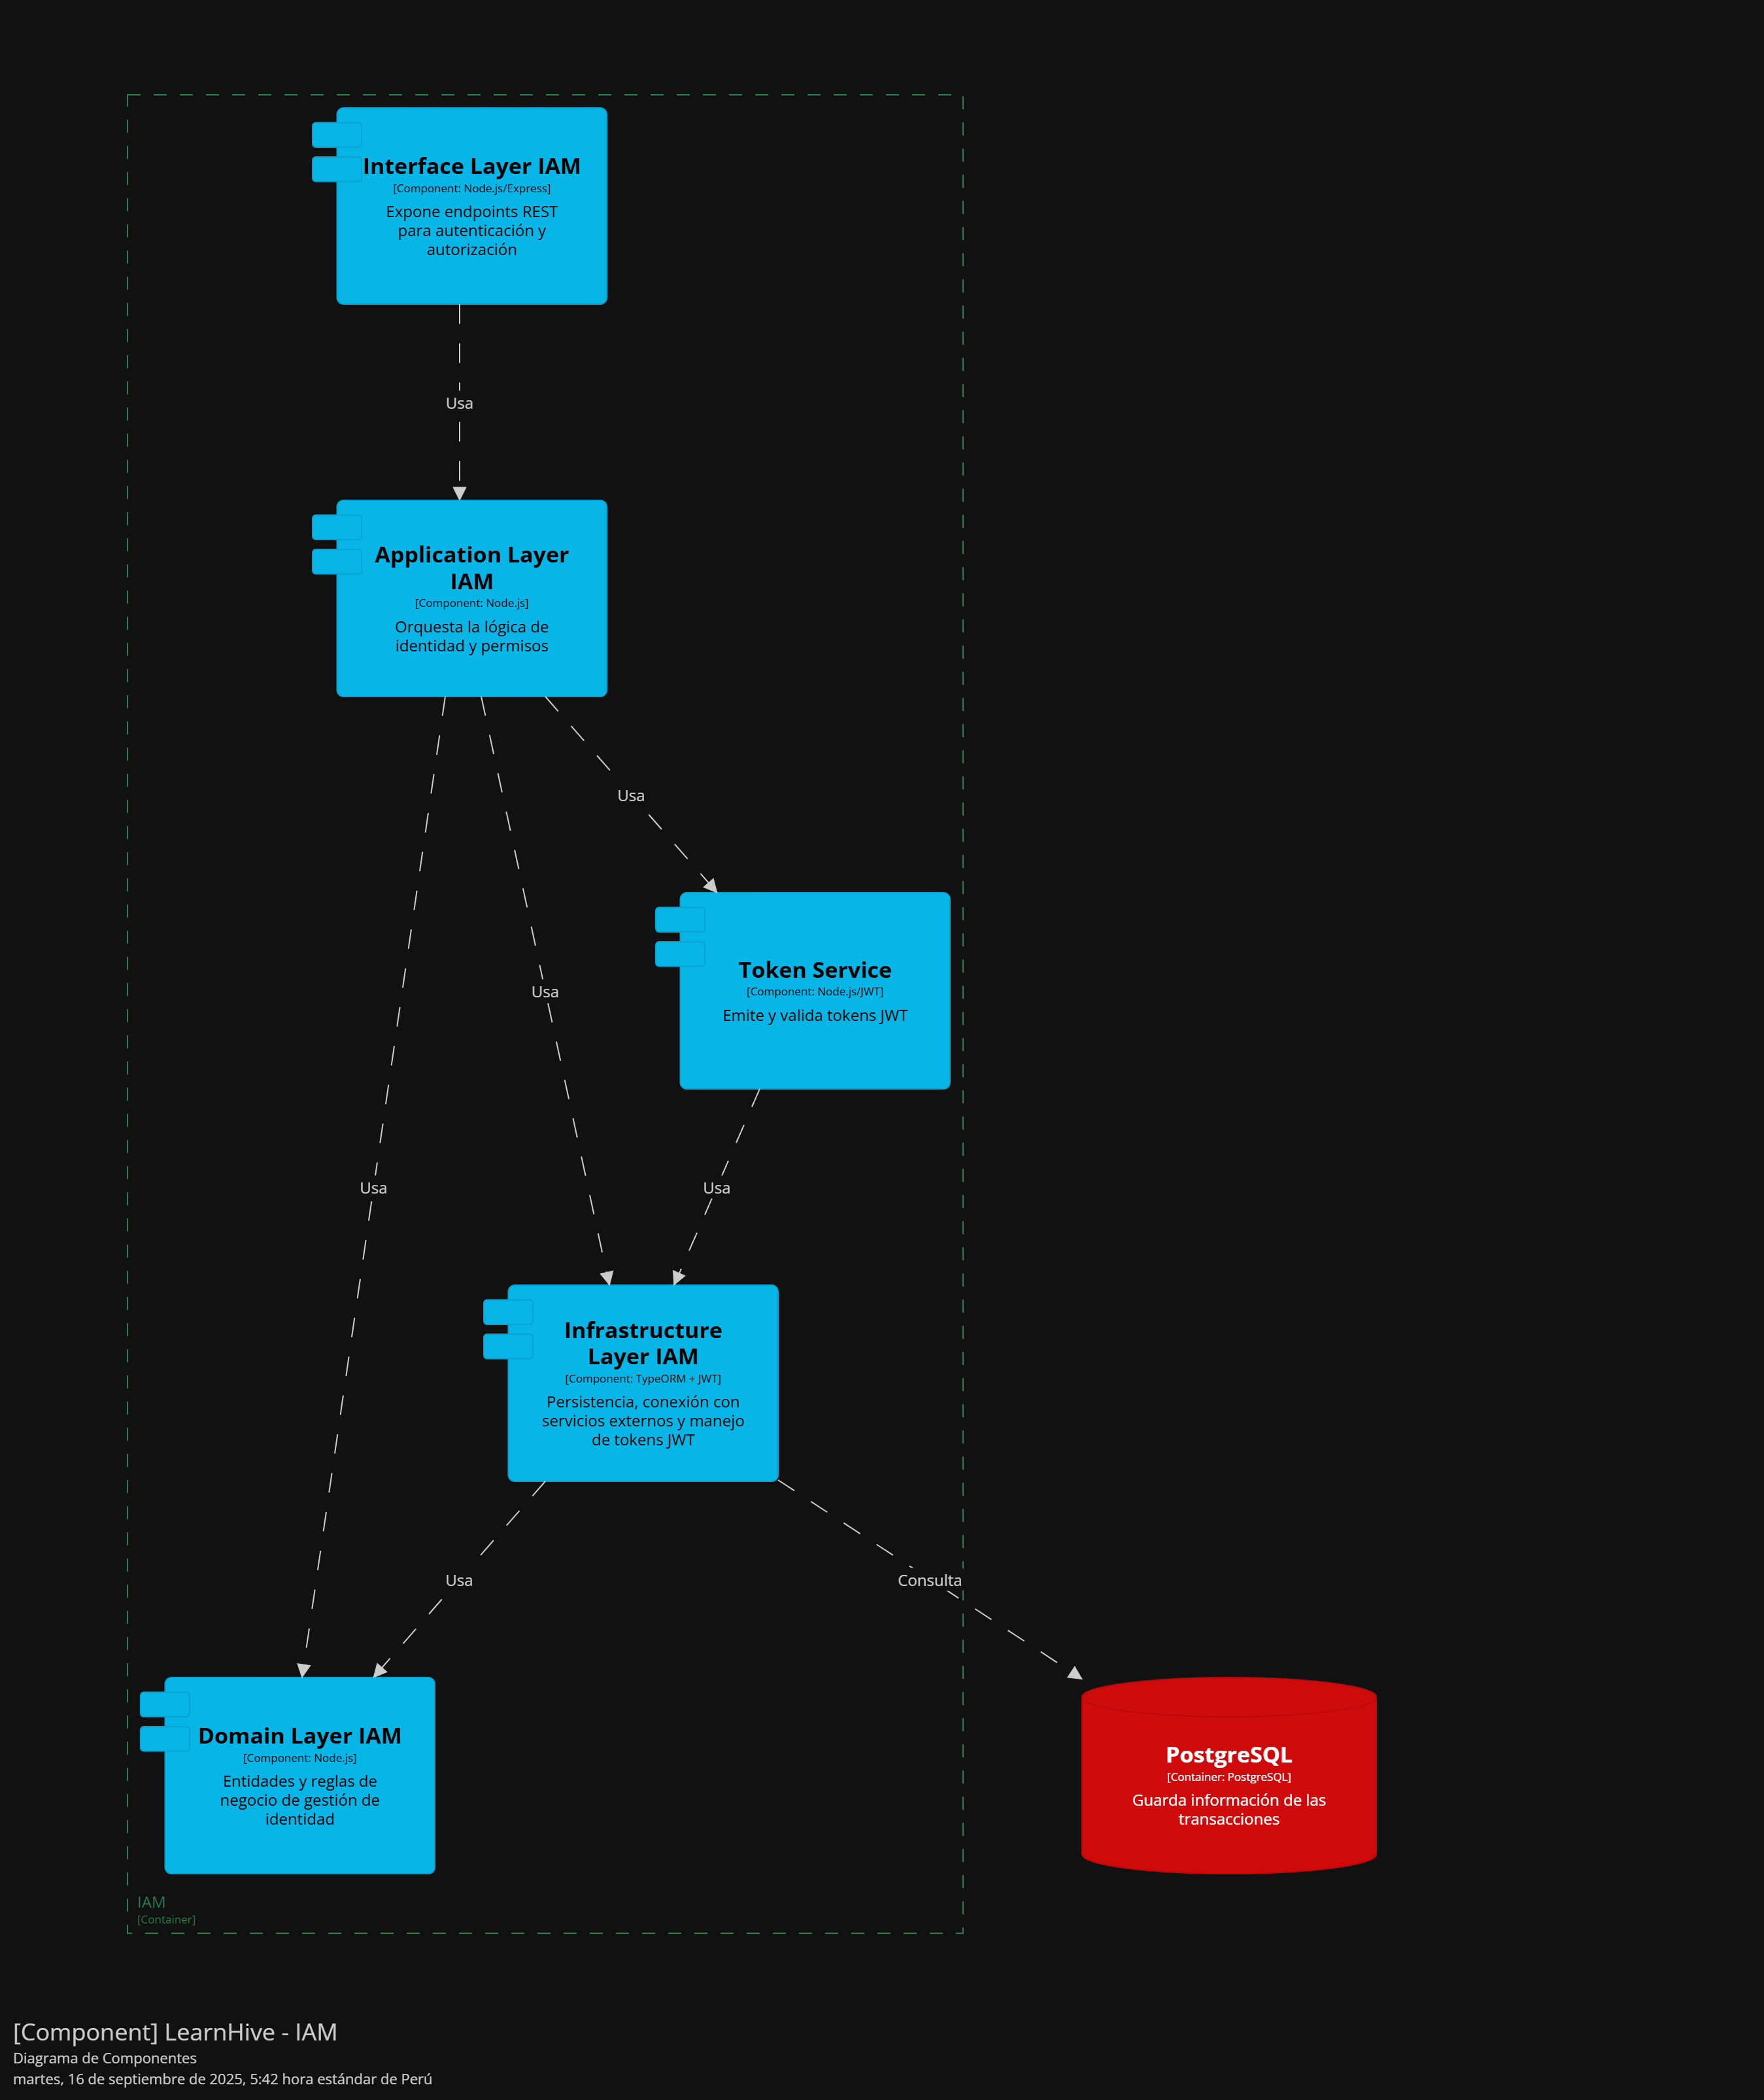 Interface Layer IAM
[Component: Node.js/Express]
Expone endpoints REST
para autenticación y
autorización
Usa
Application Layer
IAM
[Component: Node.js]
Orquesta la lógica de
identidad y permisos
Usa
Token Service
[Component: Node.js/JWT]
Emite y valida tokens JWT
Usa
Usa
Usa
Infrastructure
Layer IAM
[Component: TypeORM + JWT]
Persistencia, conexión con
servicios externos y manejo
de tokens JWT
Usa
Consulta
Domain Layer IAM
[Component: Node.js]
Entidades y reglas de
negocio de gestión de
identidad
PostgreSQL
[Container: PostgreSQL]
Guarda información de las
transacciones
IAM
[Container]
[Component] LearnHive - IAM
Diagrama de Componentes
martes, 16 de septiembre de 2025, 5:42 hora estándar de Perú